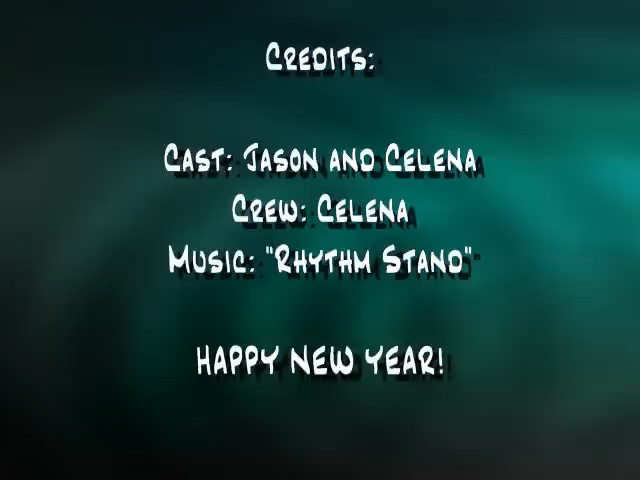 Credits:
Cast: Jason and Celena
Crew: Celena
Music: "Rhythm Stand"
HAPPY NEW YEAR!